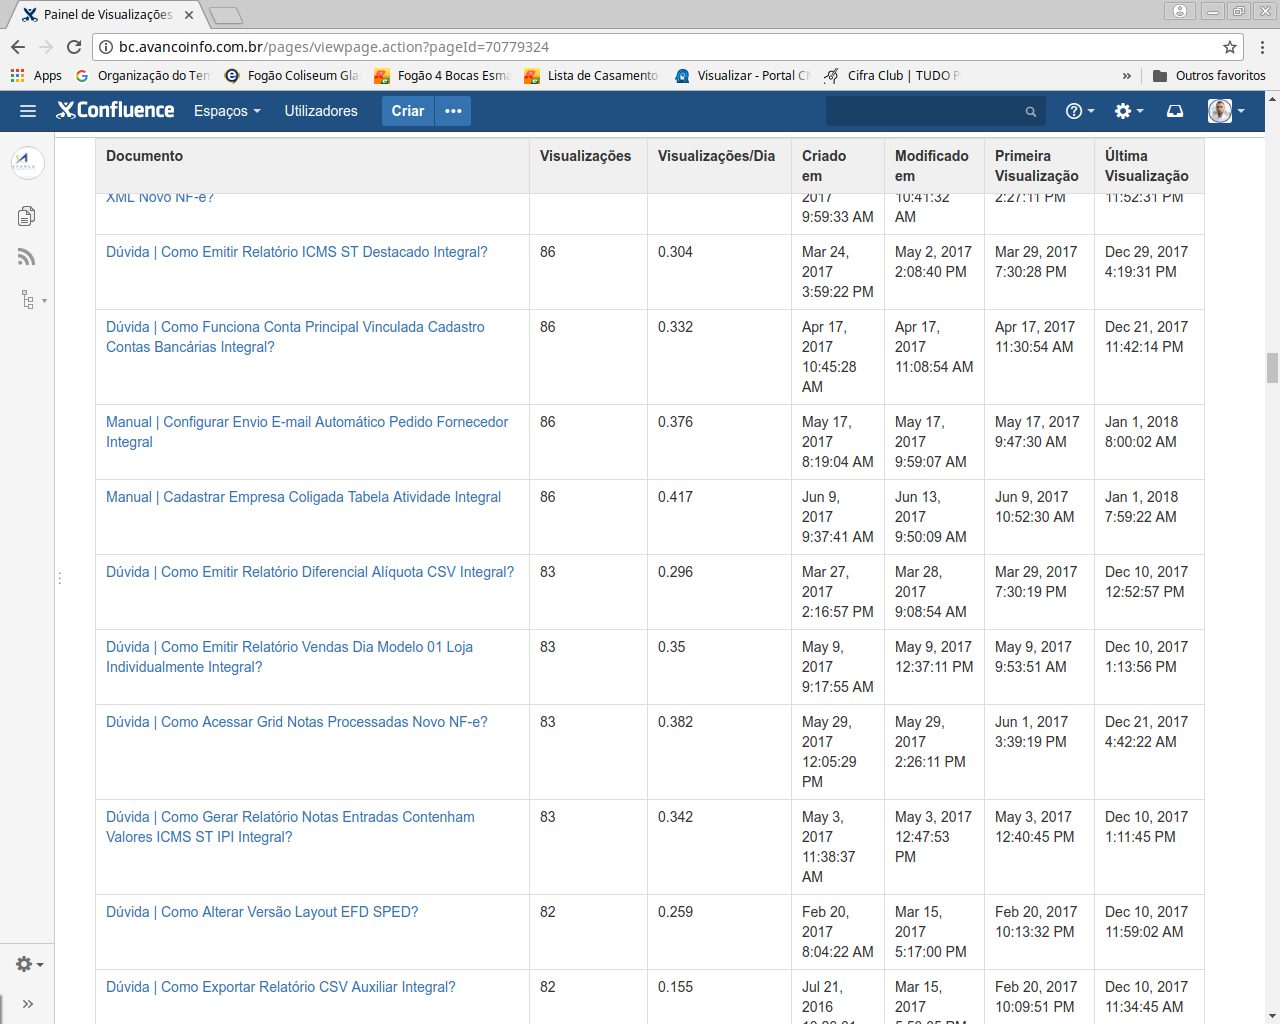 Painel de Visualizações
bc.avancoinfo.com.br/pages/viewpage.action?pageId=70779324
Apps Organização do Ter Fogão Coliseum Gla Fogão 4 Bocas Esma Lista de Casamento Visualizar - Portal C Cifra Club | TUDO » Outros favoritos
Confluence Espaços Utilizadores Criar •••
Documento Visualizações Visualizações/Dia Criado em Modificado em Primeira Visualização Última Visualização
XML Novo NF-e? 2017 9:59:33 AM 10:41:32 AM 2:27:11 PM 11:52:31 PM
Dúvida | Como Emitir Relatório ICMS ST Destacado Integral? 86 0.304 Mar 24, 2017 3:59:22 PM May 2, 2017 2:08:40 PM Mar 29, 2017 7:30:28 PM Dec 29, 2017 4:19:31 PM
Dúvida | Como Funciona Conta Principal Vinculada Cadastro Contas Bancárias Integral? 86 0.332 Apr 17, 2017 10:45:28 AM Apr 17, 2017 11:08:54 AM Apr 17, 2017 11:30:54 AM Dec 21, 2017 11:42:14 PM
Manual | Configurar Envio E-mail Automático Pedido Fornecedor Integral 86 0.376 May 17, 2017 8:19:04 AM May 17, 2017 9:59:07 AM May 17, 2017 9:47:30 AM Jan 1, 2018 8:00:02 AM
Manual | Cadastrar Empresa Coligada Tabela Atividade Integral 86 0.417 Jun 9, 2017 9:37:41 AM Jun 13, 2017 9:50:09 AM Jun 9, 2017 10:52:30 AM Jan 1, 2018 7:59:22 AM
Dúvida | Como Emitir Relatório Diferencial Alíquota CSV Integral? 83 0.296 Mar 27, 2017 2:16:57 PM Mar 28, 2017 9:08:54 AM Mar 29, 2017 7:30:19 PM Dec 10, 2017 12:52:57 PM
Dúvida | Como Emitir Relatório Vendas Dia Modelo 01 Loja Individualmente Integral? 83 0.35 May 9, 2017 9:17:55 AM May 9, 2017 12:37:11 PM May 9, 2017 9:53:51 AM Dec 10, 2017 1:13:56 PM
Dúvida | Como Acessar Grid Notas Processadas Novo NF-e? 83 0.382 May 29, 2017 12:05:29 PM May 29, 2017 2:26:11 PM Jun 1, 2017 3:39:19 PM Dec 21, 2017 4:42:22 AM
Dúvida | Como Gerar Relatório Notas Entradas Contenham Valores ICMS ST IPI Integral? 83 0.342 May 3, 2017 11:38:37 AM May 3, 2017 12:47:53 PM May 3, 2017 12:40:45 PM Dec 10, 2017 1:11:45 PM
Dúvida | Como Alterar Versão Layout EFD SPED? 82 0.259 Feb 20, 2017 8:04:22 AM Mar 15, 2017 5:17:00 PM Feb 20, 2017 10:13:32 PM Dec 10, 2017 11:59:02 AM
Dúvida | Como Exportar Relatório CSV Auxiliar Integral? 82 0.155 Jul 21, 2016 Mar 15, 2017 Feb 20, 2017 10:09:51 PM Dec 10, 2017 11:34:45 AM